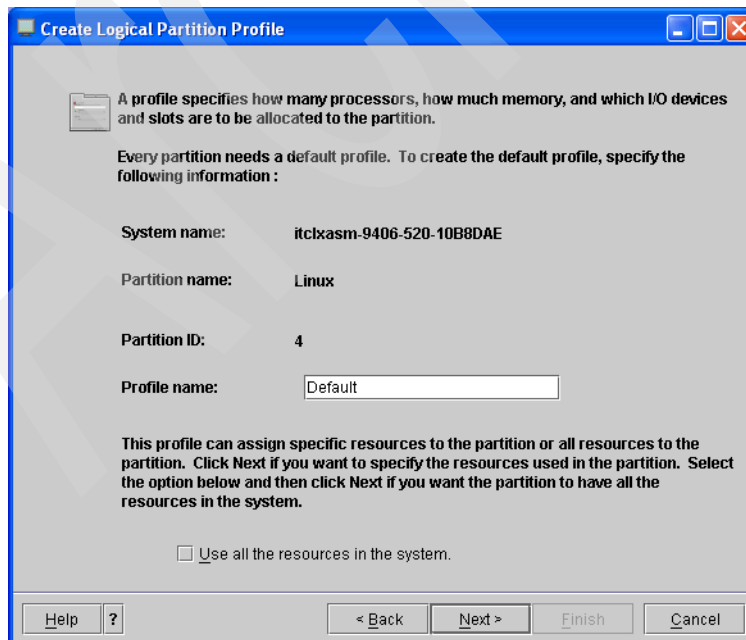 Create Logical Partition Profile
A profile specifies how many processors, how much memory, and which I/O devices
and slots are to be allocated to the partition.
Every partition needs a default profile. To create the default profile, specify the
following information :
System name: itclxasm-9406-520-10B8DAE
Partition name: Linux
Partition ID: 4
Profile name: Default
This profile can assign specific resources to the partition or all resources to the
partition. Click Next if you want to specify the resources used in the partition. Select
the option below and then click Next if you want the partition to have all the
resources in the system.
Use all the resources in the system.
Help ? < Back Next > Finish Cancel